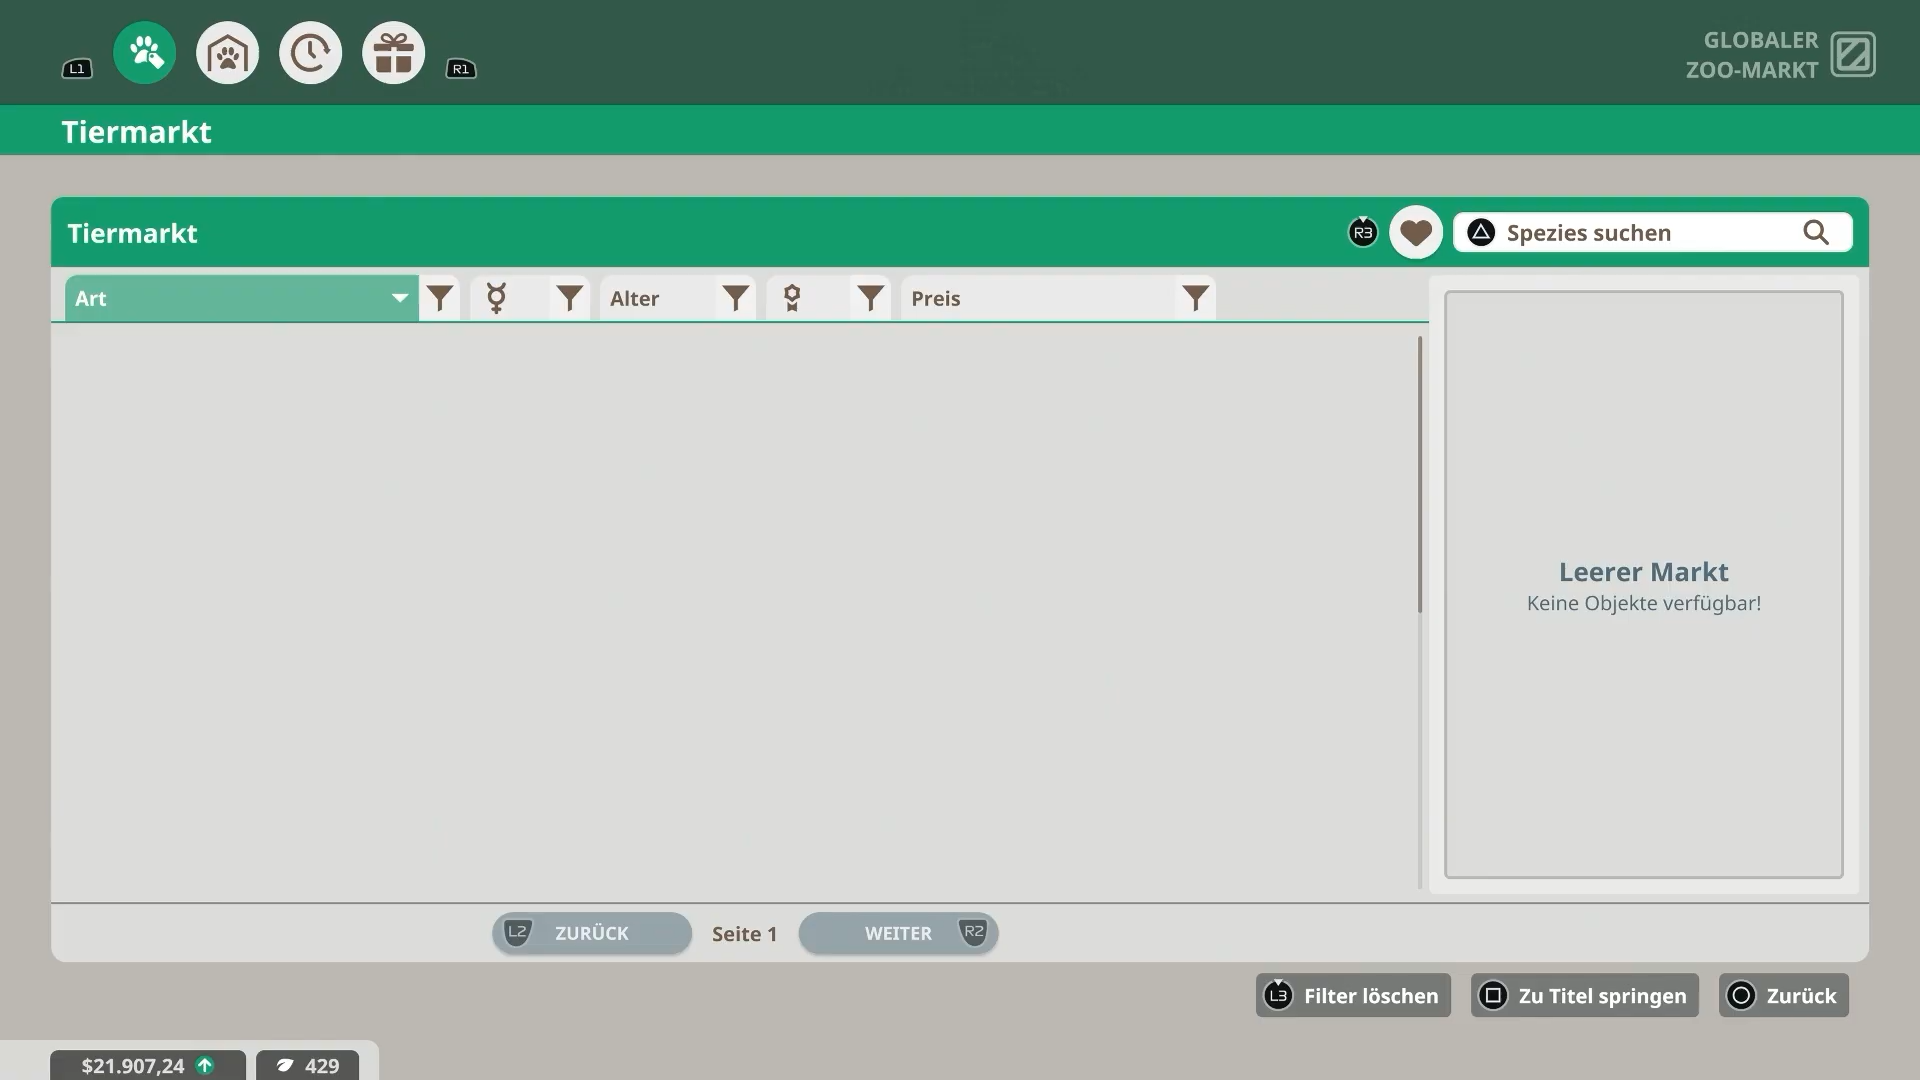 L1
R1
GLOBALER
ZOO-MARKT
Tiermarkt
Tiermarkt
R3
Spezies suchen
Art
Alter
Preis
Leerer Markt
Keine Objekte verfügbar!
L2 ZURÜCK
Seite 1
WEITER R2
L3 Filter löschen
Zu Titel springen
Zurück
$21.907,24
429